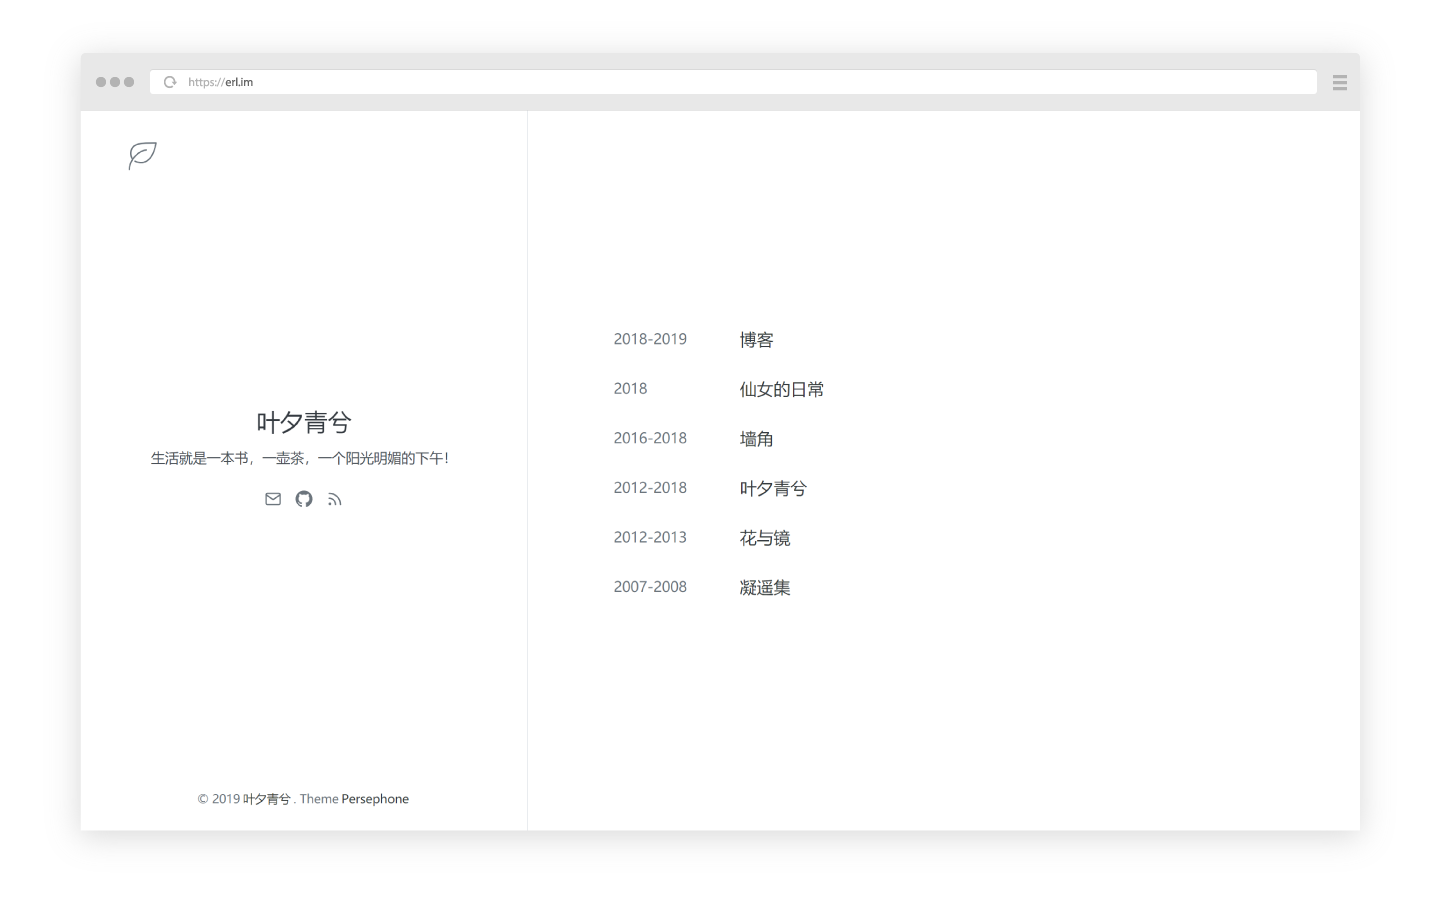 https://erl.im
叶夕青兮
生活就是一本书，一壶茶，一个阳光明媚的下午！
© 2019 叶夕青兮 . Theme Persephone
2018-2019 博客
2018 仙女的日常
2016-2018 墙角
2012-2018 叶夕青兮
2012-2013 花与镜
2007-2008 凝遥集